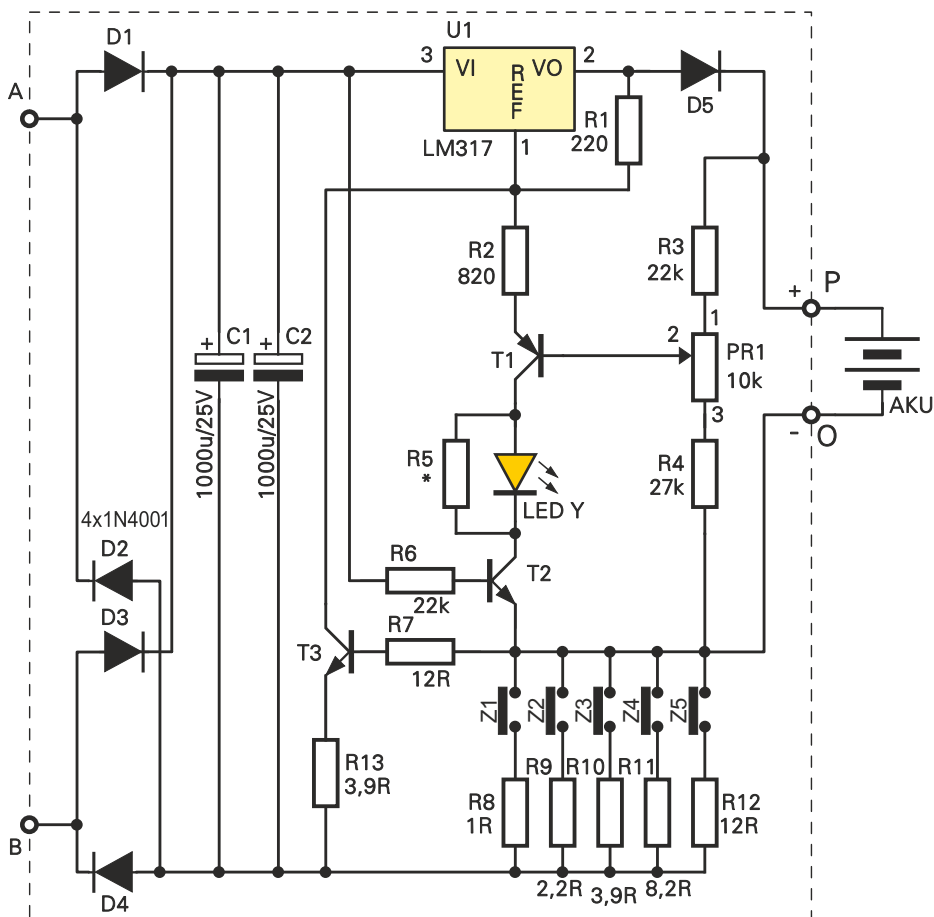 D1
U1
3
VI
REF
VO
2
D5
A
LM317
1
R1
220
R2
820
R3
22k
+
P
1
2
PR1
10k
3
T1
+
C1
+
C2
1000u/25V
1000u/25V
AKU
-
O
R5
*
R4
27k
LED Y
4x1N4001
D2
R6
22k
T2
D3
R7
12R
T3
Z1
Z2
Z3
Z4
Z5
R13
3,9R
R8
1R
R9
R10
R11
R12
12R
B
2,2R
3,9R
8,2R
D4